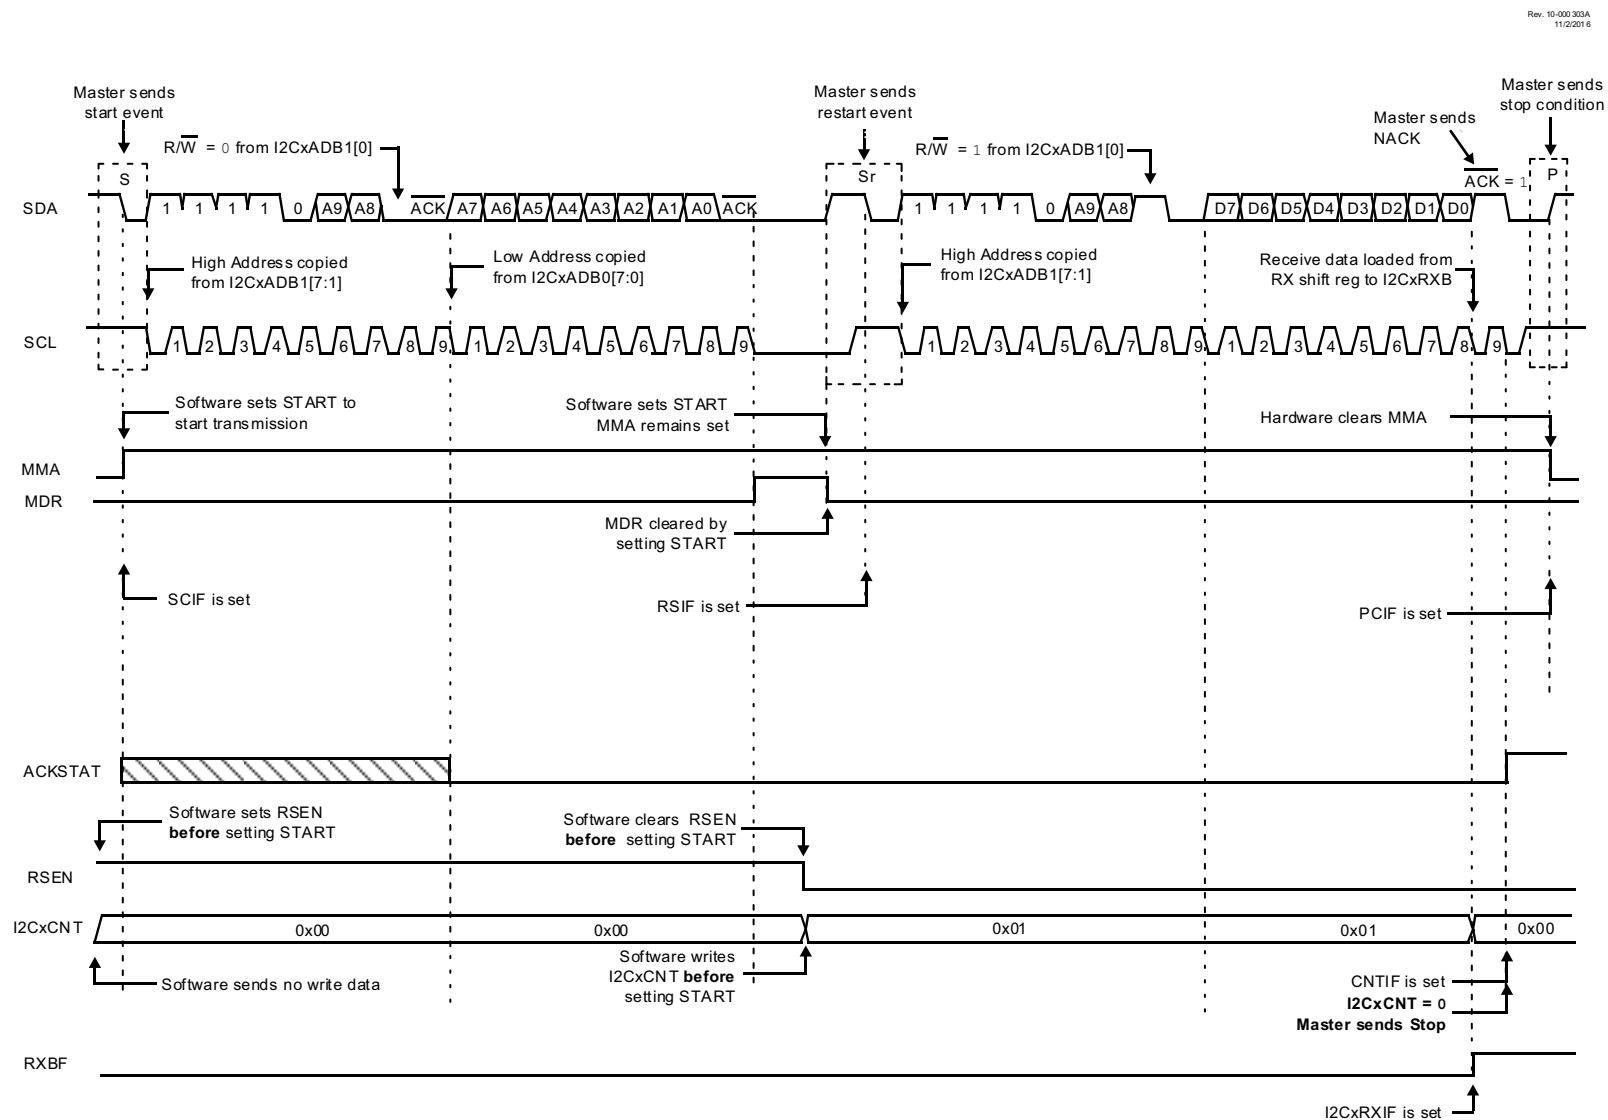 Rev. 10-000 303A
11/2/201 6
Master sends
start event
Master sends
restart event
Master sends
stop condition
Master sends
NACK
R/W = 0 from I2CxADB1[0]
R/W = 1 from I2CxADB1[0]
ACK = 1
S
Sr
P
SDA
1 1 1 1 0 A9 A8 ACK A7 A6 A5 A4 A3 A2 A1 A0 ACK 1 1 1 1 0 A9 A8 D7 D6 D5 D4 D3 D2 D1 D0
High Address copied
from I2CxADB1[7:1]
Low Address copied
from I2CxADB0[7:0]
High Address copied
from I2CxADB1[7:1]
Receive data loaded from
RX shift reg to I2CxRXB
SCL
1 2 3 4 5 6 7 8 9 1 2 3 4 5 6 7 8 9 1 2 3 4 5 6 7 8 9 1 2 3 4 5 6 7 8 9
Software sets START to
start transmission
Software sets START
MMA remains set
Hardware clears MMA
MMA
MDR
MDR cleared by
setting START
SCIF is set
RSIF is set
PCIF is set
ACKSTAT
Software sets RSEN
before setting START
Software clears RSEN
before setting START
RSEN
I2CxCNT
0x00 0x00 0x01 0x01 0x00
Software sends no write data
Software writes
I2CxCNT before
setting START
CNTIF is set
I2CxCNT = 0
Master sends Stop
RXBF
I2CxRXIF is set